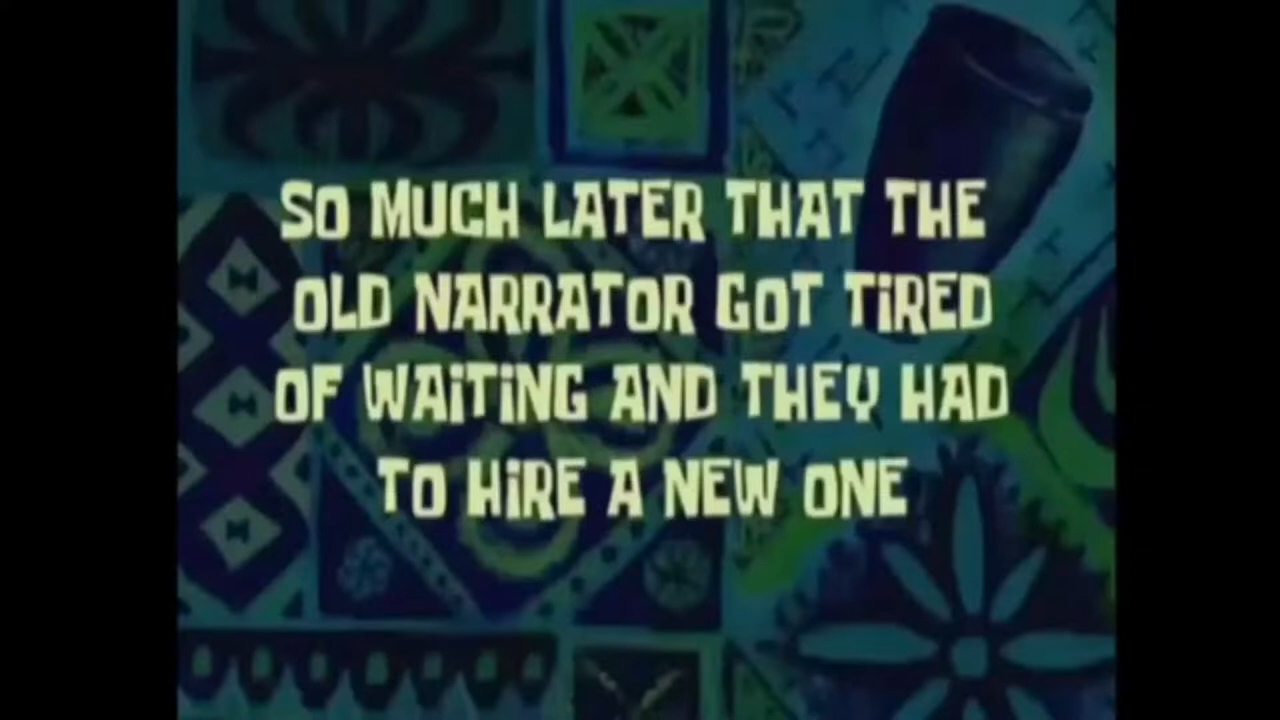 SO MUCH LATER THAT THE
OLD NARRATOR GOT TiRED
OF WAiTiNG AND THEY HAD
TO HiRE A NEW ONE